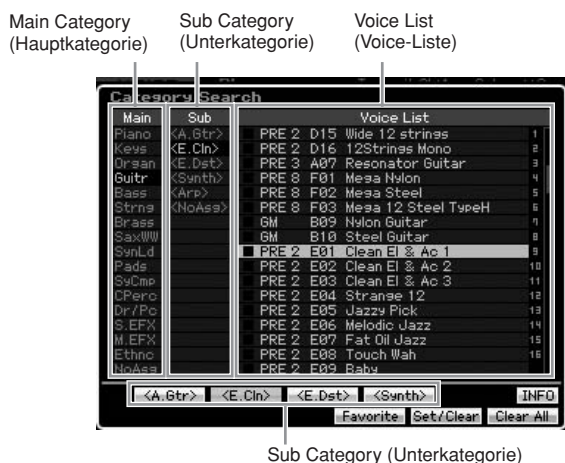 Main Category
(Hauptkategorie)
Sub Category
(Unterkategorie)
Voice List
(Voice-Liste)
Category Search
Main Sub Voice List
Piano <A.Gtr> PRE 2 D15 Wide 12 strings 1
Keys <E.Cln> PRE 2 D16 12Strings Mono 2
Organ <E.Dst> PRE 3 A07 Resonator Guitar 3
Guitr <Synth> PRE 8 F01 Mega Nylon 4
Bass <Arp> PRE 8 F02 Mega Steel 5
Strng <NoAsg> PRE 8 F03 Mega 12 Steel TypeH 6
Brass GM B09 Nylon Guitar 7
SaxWW GM B10 Steel Guitar 8
SynLd PRE 2 E01 Clean El & Ac 1 9
Pads PRE 2 E02 Clean El & Ac 2 10
SyCmp PRE 2 E03 Clean El & Ac 3 11
CPerc PRE 2 E04 Strange 12 12
Dr/Pc PRE 2 E05 Jazzy Pick 13
S.EFX PRE 2 E06 Melodic Jazz 14
M.EFX PRE 2 E07 Fat Oil Jazz 15
Ethnc PRE 2 E08 Touch Wah 16
NoAsg PRE 2 E09 Baby
<A.Gtr> <E.Cln> <E.Dst> <Synth> INFO
Favorite Set/Clear Clear All
Sub Category (Unterkategorie)